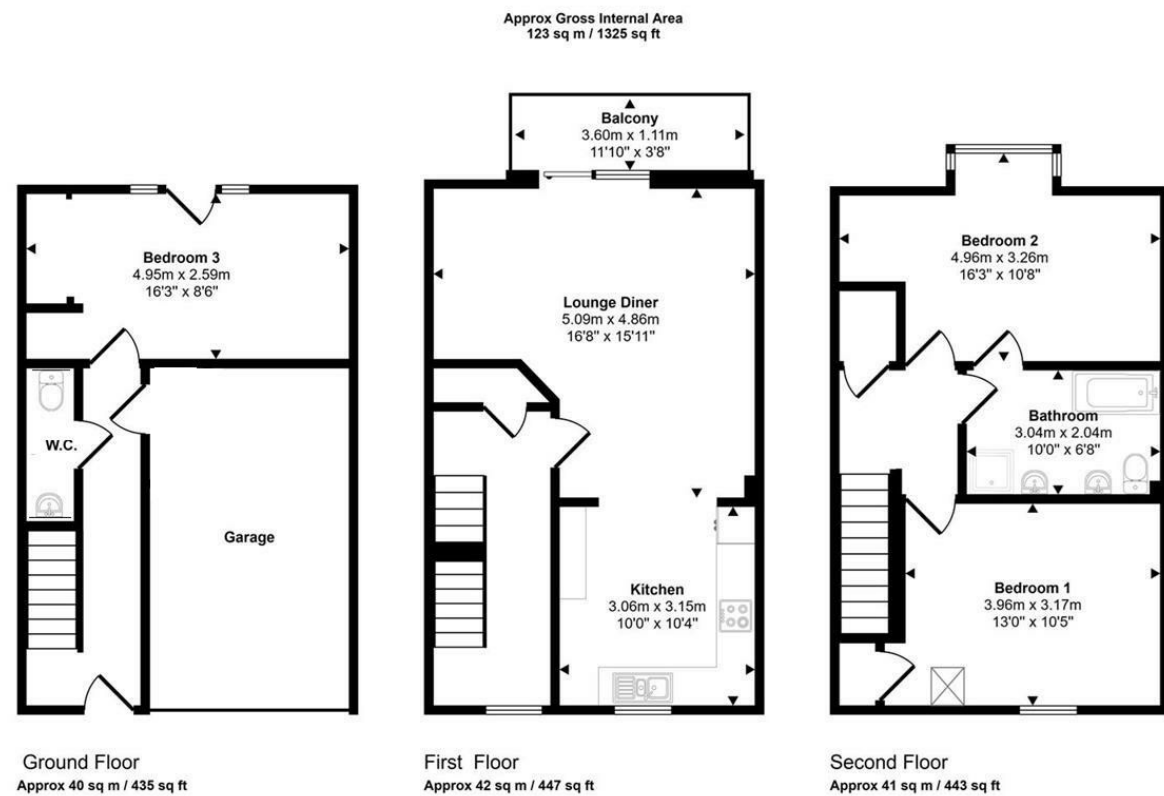 Approx Gross Internal Area
123 sq m / 1325 sq ft
Bedroom 3
4.95m x 2.59m
16'3" x 8'6"
W.C.
Garage
Ground Floor
Approx 40 sq m / 435 sq ft
Balcony
3.60m x 1.11m
11'10" x 3'8"
Lounge Diner
5.09m x 4.86m
16'8" x 15'11"
Kitchen
3.06m x 3.15m
10'0" x 10'4"
First Floor
Approx 42 sq m / 447 sq ft
Bedroom 2
4.96m x 3.26m
16'3" x 10'8"
Bathroom
3.04m x 2.04m
10'0" x 6'8"
Bedroom 1
3.96m x 3.17m
13'0" x 10'5"
Second Floor
Approx 41 sq m / 443 sq ft